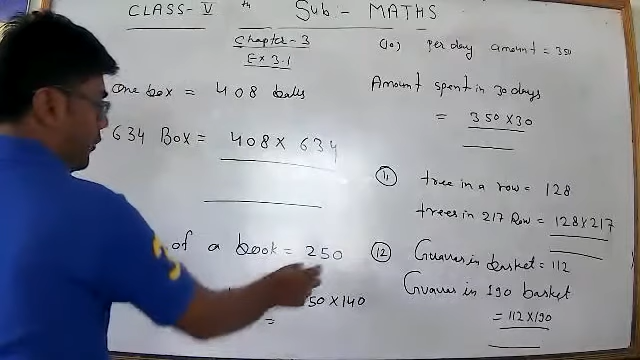 CLASS- V th Sub:- MATHS
Chapter-3
Ex 3.1
One box = 408 balls
634 Box = 408 x 634
of a book = 250
50 x 140
=
(10) per day amount = 350
Amount spent in 30 days
= 350 x 30
(11) tree in a row = 128
trees in 217 Row = 128 x 217
(12) Guavas in basket = 112
Guavas in 190 basket
= 112 x 190